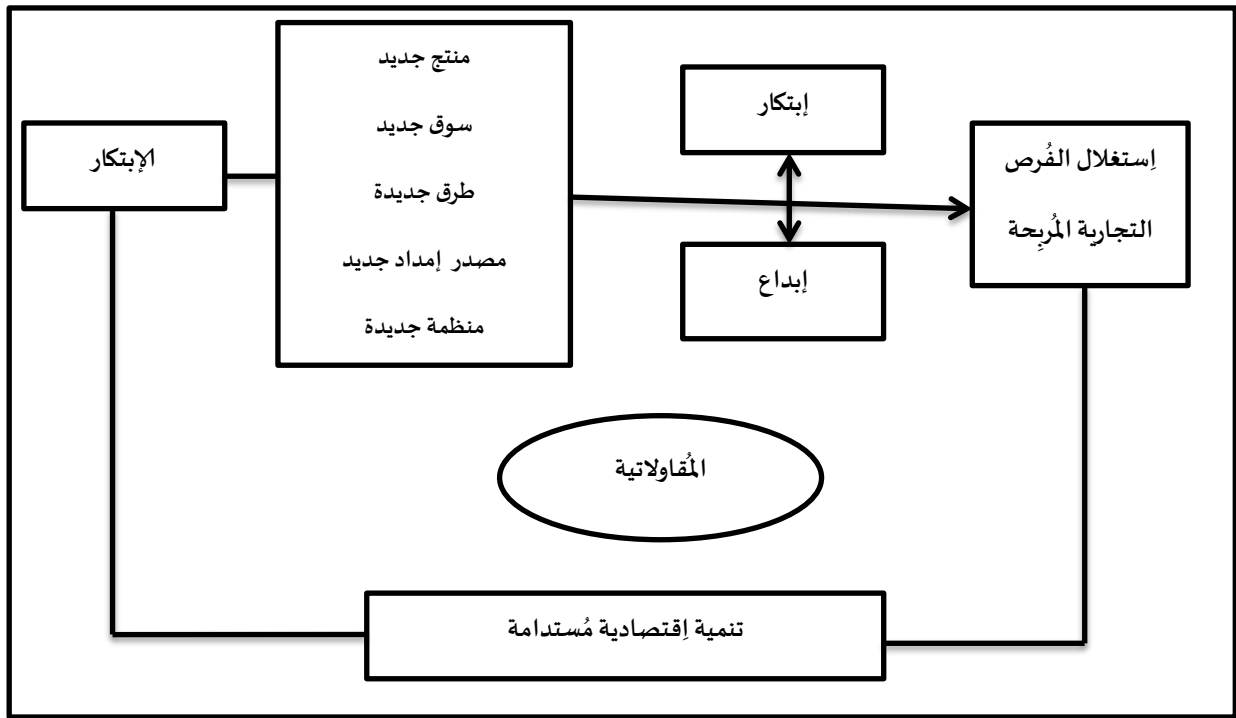 منتج جديد
سوق جديد
طرق جديدة
مصدر إمداد جديد
منظمة جديدة
الإبتكار
إبتكار
إبداع
اِستغلال الفُرص
التجارية المُربِحة
المُقاولاتية
تنمية اِقتصادية مُستدامة